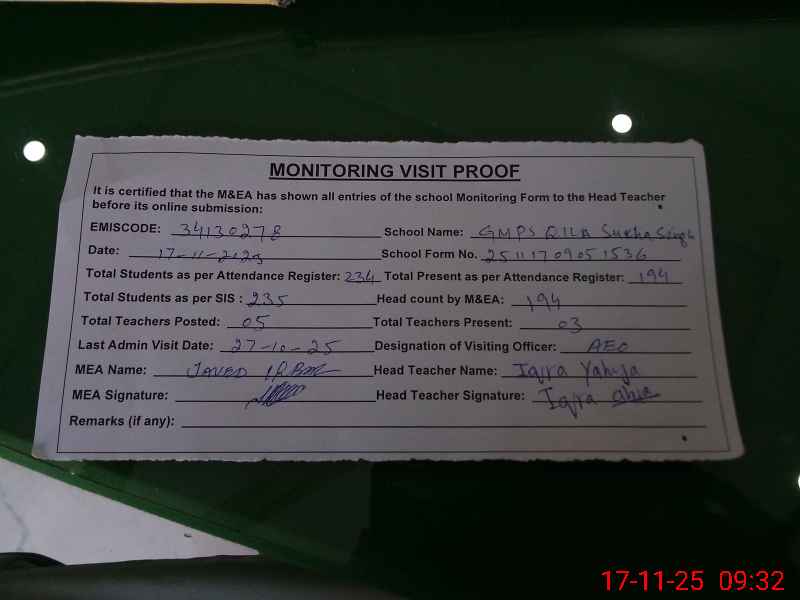 MONITORING VISIT PROOF
It is certified that the M&EA has shown all entries of the school Monitoring Form to the Head Teacher
before its online submission:
EMISCODE: 34130278 School Name: GMPS QILA Sukha Singh
Date: 17-11-2025 School Form No. 25111709051536
Total Students as per Attendance Register: 234 Total Present as per Attendance Register: 194
Total Students as per SIS : 235 Head count by M&EA: 194
Total Teachers Posted: 05 Total Teachers Present: 03
Last Admin Visit Date: 27-10-25 Designation of Visiting Officer: AEO
MEA Name: JAVED Head Teacher Name: Iqra Yahya
MEA Signature: Head Teacher Signature: Iqra
Remarks (if any):
17-11-25 09:32